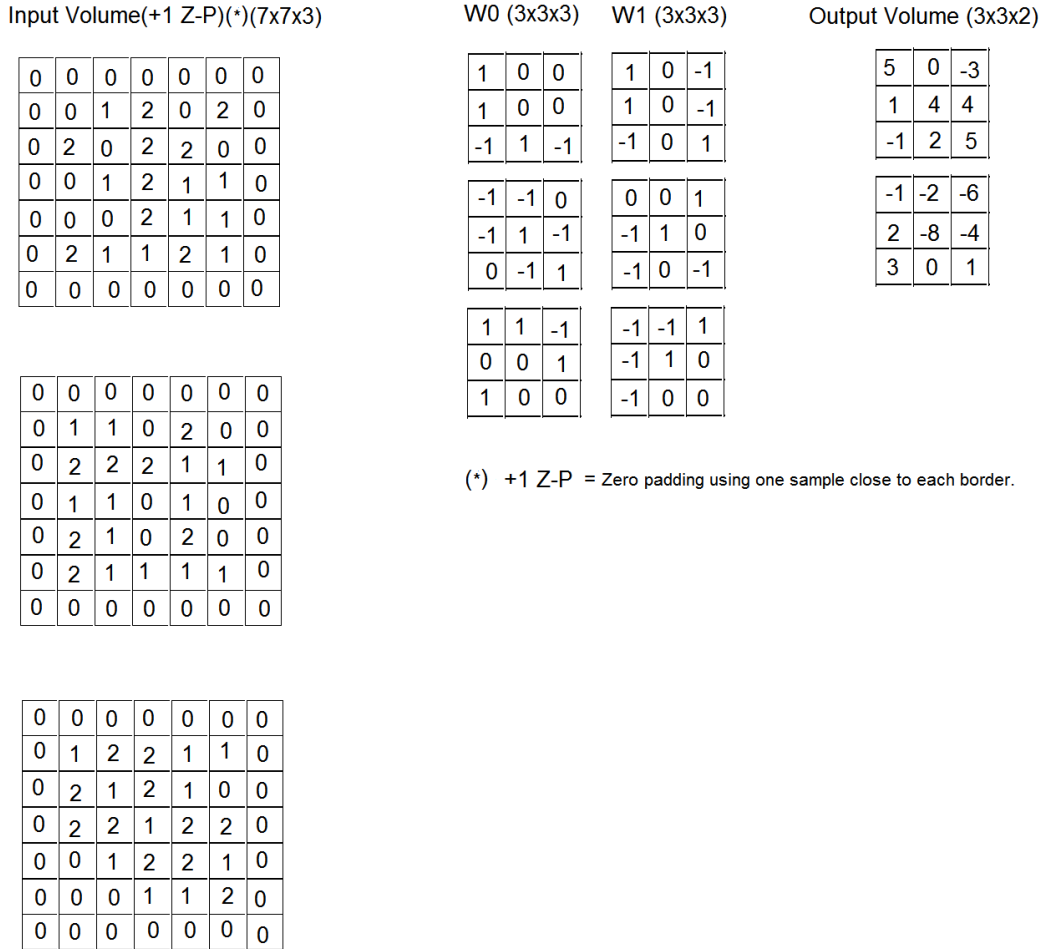 Input Volume(+1 Z-P)(*)(7x7x3)
W0 (3x3x3)
W1 (3x3x3)
Output Volume (3x3x2)
0 0 0 0 0 0 0
0 0 1 2 0 2 0
0 2 0 2 2 0 0
0 0 1 2 1 1 0
0 0 0 2 1 1 0
0 2 1 1 2 1 0
0 0 0 0 0 0 0
0 0 0 0 0 0 0
0 1 1 0 2 0 0
0 2 2 2 1 1 0
0 1 1 0 1 0 0
0 2 1 0 2 0 0
0 2 1 1 1 1 0
0 0 0 0 0 0 0
0 0 0 0 0 0 0
0 1 2 2 1 1 0
0 2 1 2 1 0 0
0 2 2 1 2 2 0
0 0 1 2 2 1 0
0 0 0 1 1 2 0
0 0 0 0 0 0 0
1 0 0
1 0 0
-1 1 -1
-1 -1 0
-1 1 -1
0 -1 1
1 1 -1
0 0 1
1 0 0
1 0 -1
1 0 -1
-1 0 1
0 0 1
-1 1 0
-1 0 -1
-1 -1 1
-1 1 0
-1 0 0
5 0 -3
1 4 4
-1 2 5
-1 -2 -6
2 -8 -4
3 0 1
(*) +1 Z-P = Zero padding using one sample close to each border.